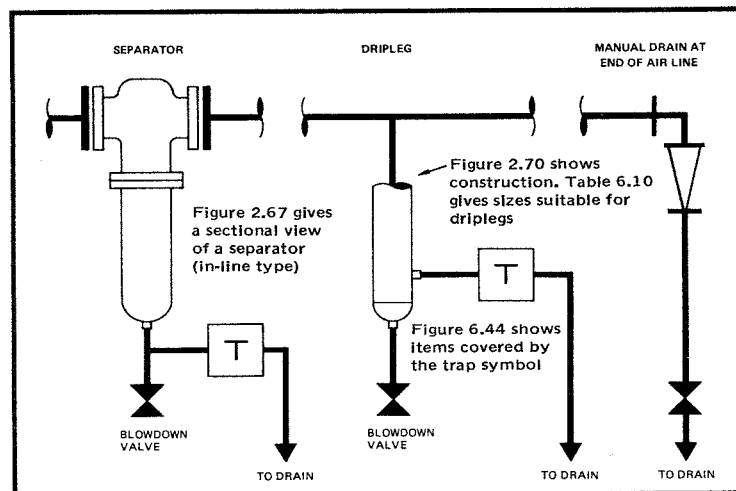 SEPARATOR
DRIPLEG
MANUAL DRAIN AT
END OF AIR LINE
Figure 2.70 shows
construction. Table 6.10
gives sizes suitable for
driplegs
Figure 2.67 gives
a sectional view
of a separator
(in-line type)
T
T
Figure 6.44 shows
items covered by
the trap symbol
BLOWDOWN
VALVE
BLOWDOWN
VALVE
TO DRAIN
TO DRAIN
TO DRAIN